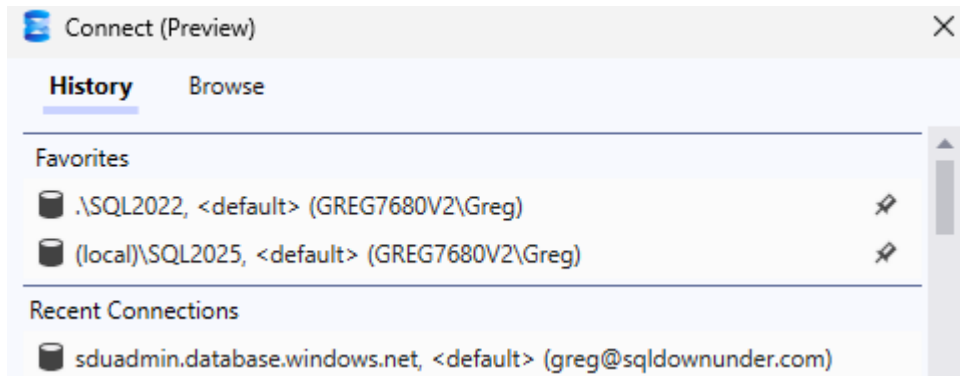 Connect (Preview)
History Browse
Favorites
.\SQL2022, <default> (GREG7680V2\Greg)
(local)\SQL2025, <default> (GREG7680V2\Greg)
Recent Connections
sduadmin.database.windows.net, <default> (greg@sqldownunder.com)